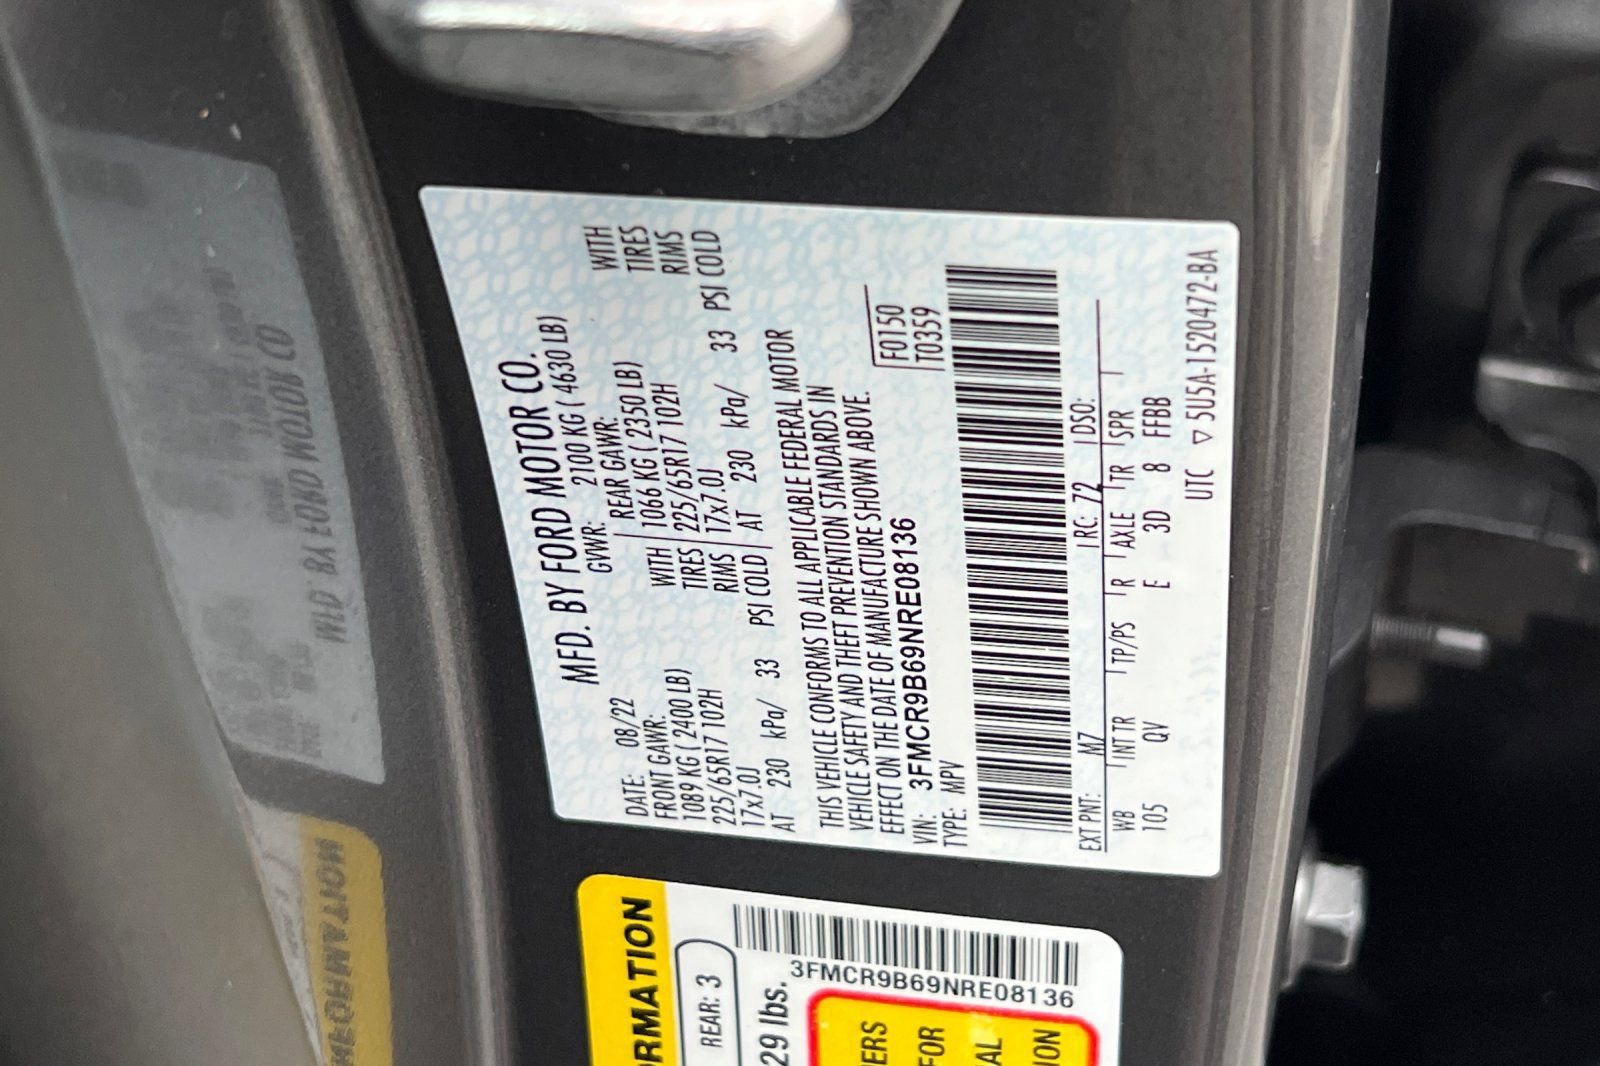 MFD. BY FORD MOTOR CO.
DATE: 08/22 GVWR: 2100 KG ( 4630 LB)
FRONT GAWR: REAR GAWR:
1089 KG ( 2400 LB) WITH 1066 KG ( 2350 LB) WITH
225/65R17 102H TIRES 225/65R17 102H TIRES
17x7.0J RIMS 17x7.0J RIMS
AT 230 kPa/ 33 PSI COLD AT 230 kPa/ 33 PSI COLD
THIS VEHICLE CONFORMS TO ALL APPLICABLE FEDERAL MOTOR
VEHICLE SAFETY AND THEFT PREVENTION STANDARDS IN
EFFECT ON THE DATE OF MANUFACTURE SHOWN ABOVE.
VIN: 3FMCR9B69NRE08136 F0150
TYPE: MPV T0359
EXT PNT: M7 RC: 72 DSO:
WB INT TR TP/PS R AXLE TR SPR
105 QV E 3D 8 FFBB
UTC ▽ 5U5A-1520472-BA
ORMATION
REAR: 3
29 lbs.
3FMCR9B69NRE08136
ERS
FOR
AL
ION